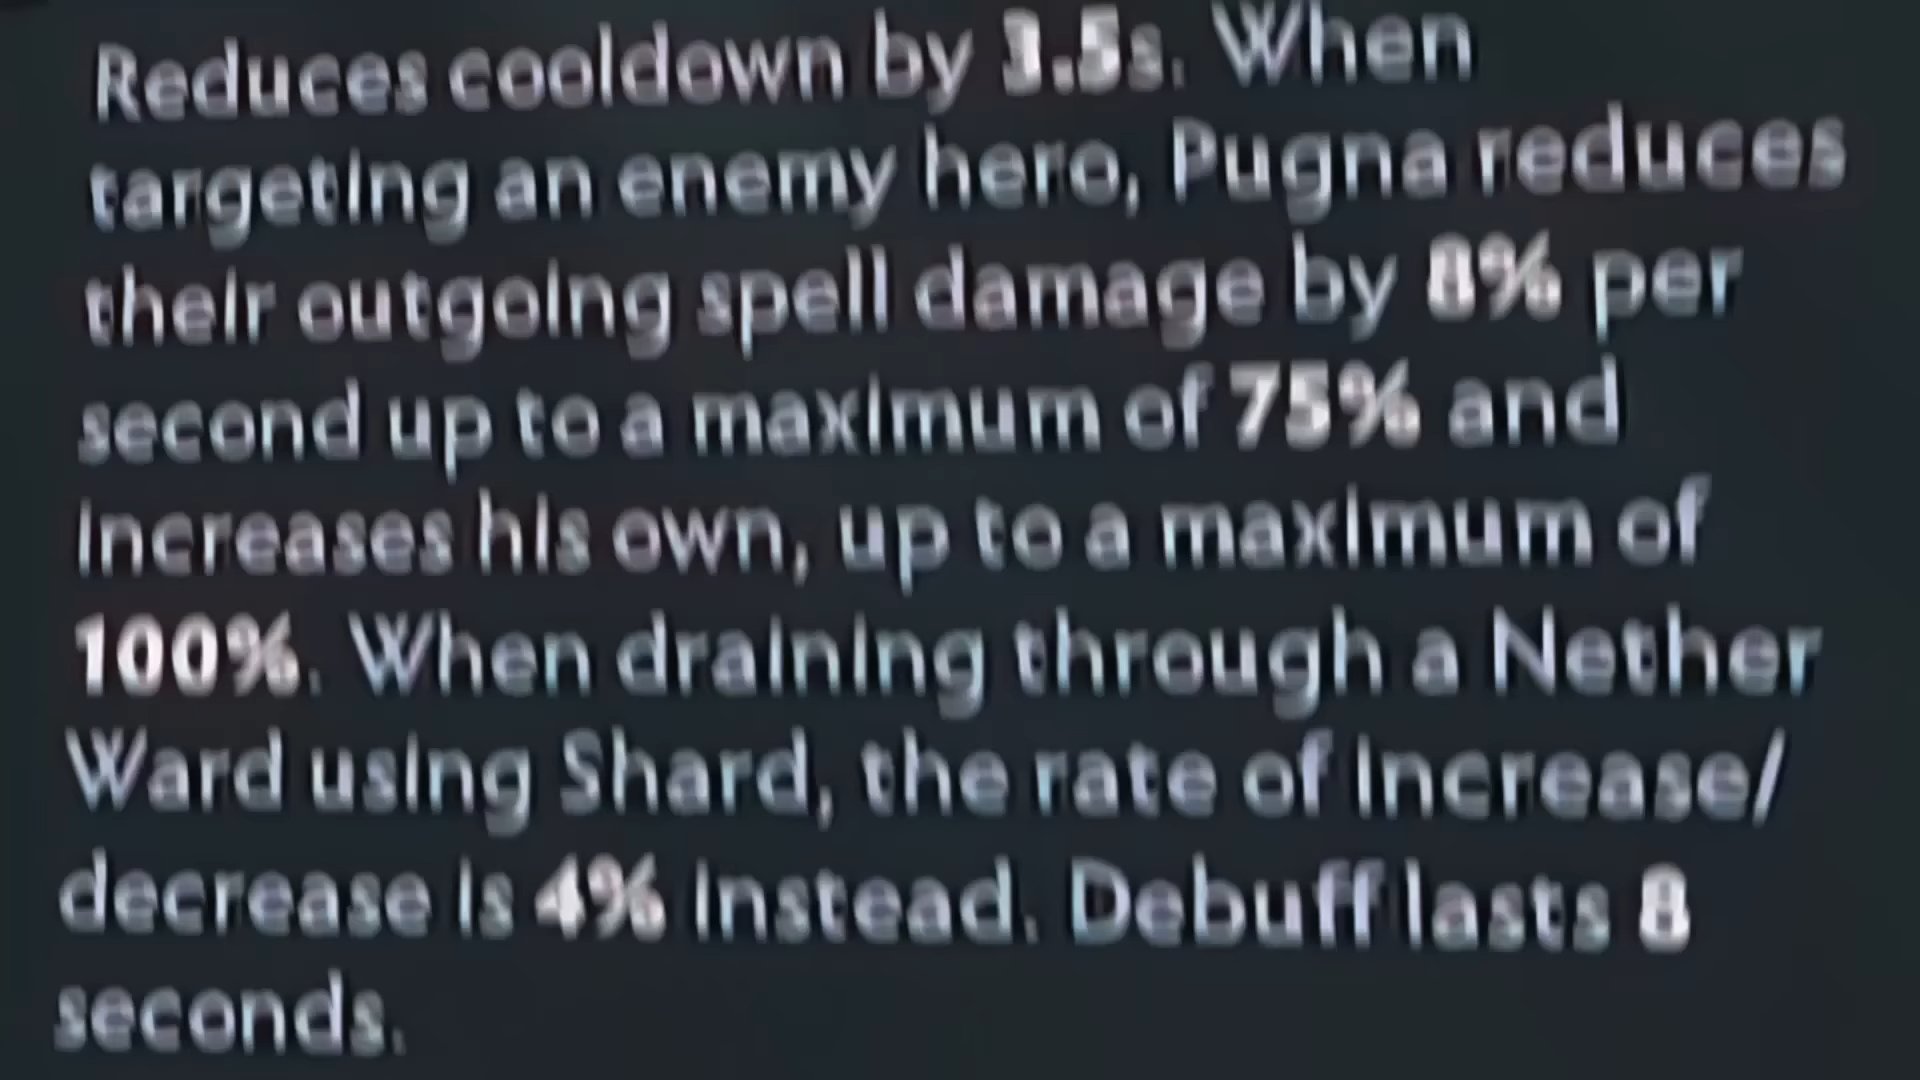 Reduces cooldown by 3.5s. When
targeting an enemy hero, Pugna reduces
their outgoing spell damage by 8% per
second up to a maximum of 75% and
increases his own, up to a maximum of
100%. When draining through a Nether
Ward using Shard, the rate of increase/
decrease is 4% instead. Debuff lasts 8
seconds.